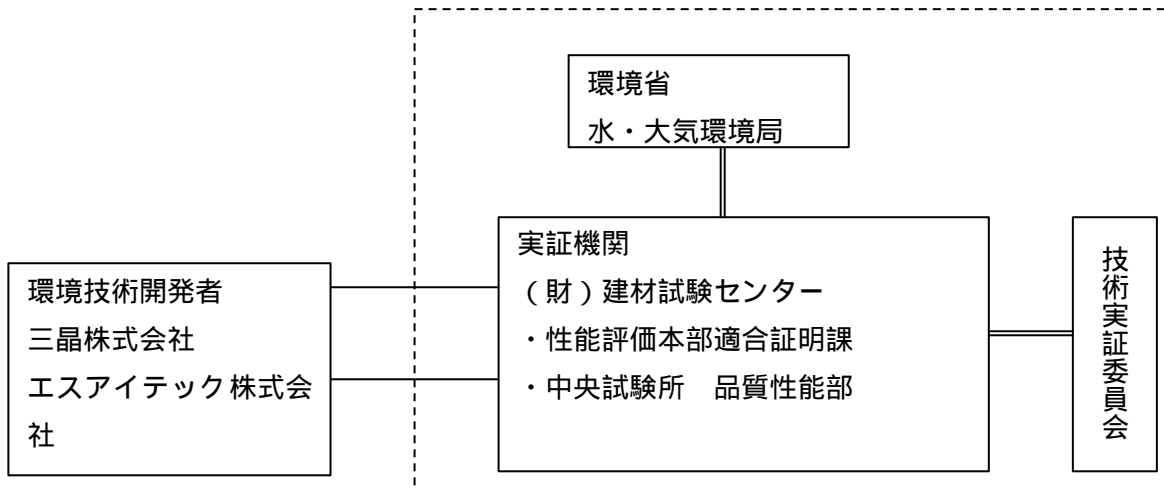 環境省
水・大気環境局
実証機関
（財）建材試験センター
・性能評価本部適合証明課
・中央試験所　品質性能部
環境技術開発者
三晶株式会社
エスアイテック株式会
社
技術実証委員会